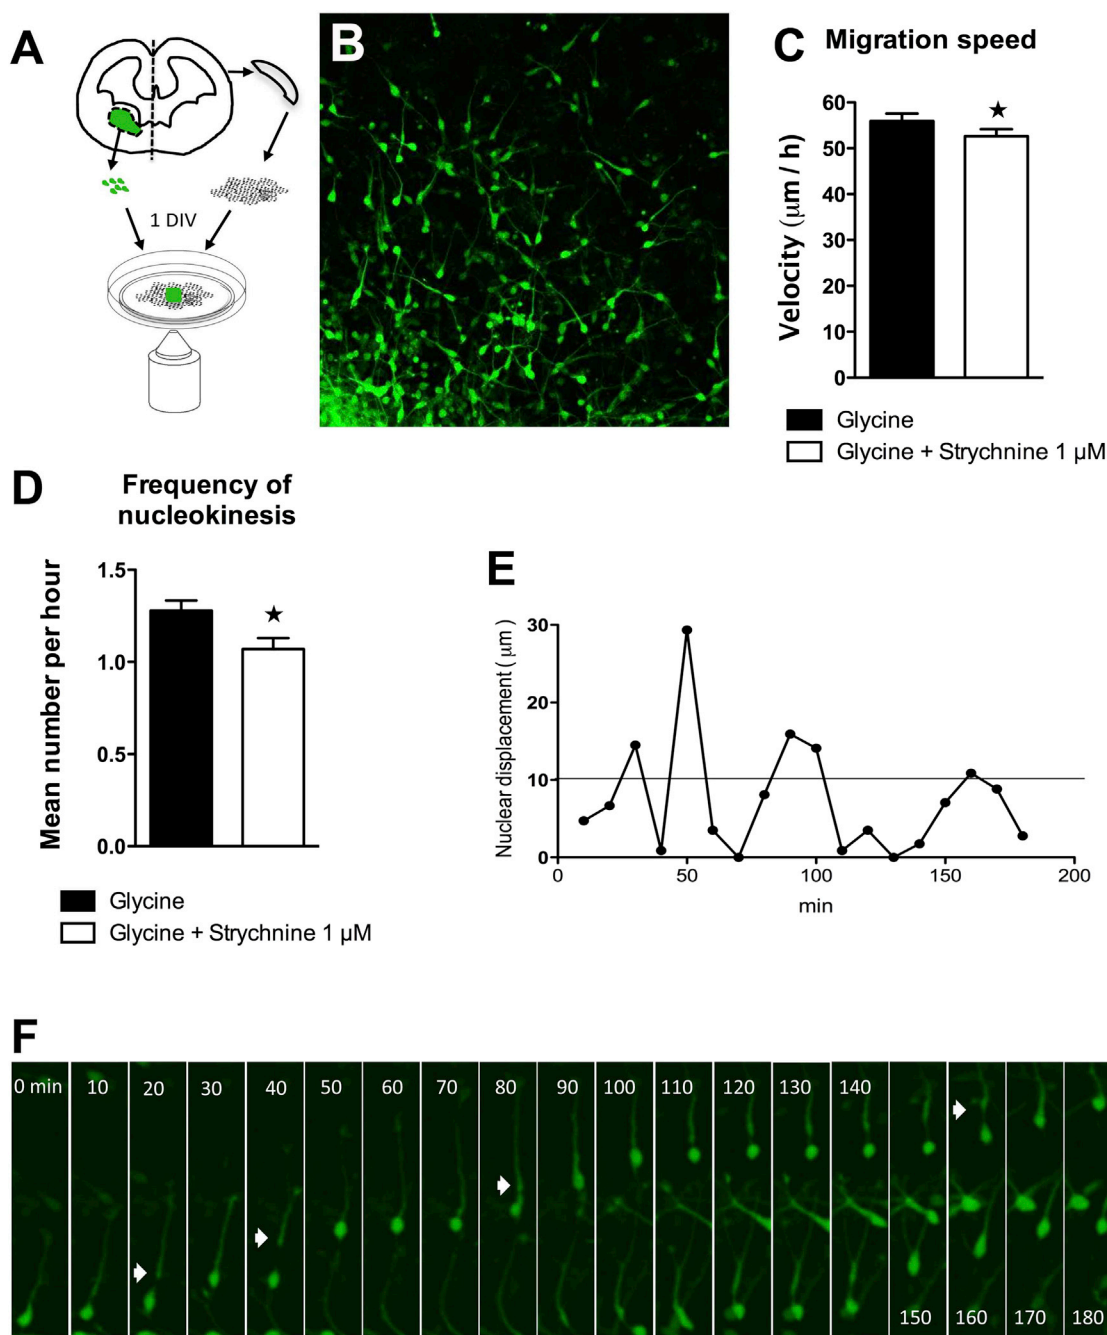 A
1 DIV
B
C Migration speed
Velocity (μm / h)
60
50
40
30
20
10
0
★
Glycine
Glycine + Strychnine 1 μM
D
Frequency of
nucleokinesis
Mean number per hour
1.5
1.0
0.5
0.0
★
Glycine
Glycine + Strychnine 1 μM
E
Nuclear displacement ( μm )
30
20
10
0
0 50 100 150 200
min
F
0 min 10 20 30 40 50 60 70 80 90 100 110 120 130 140
150 160 170 180